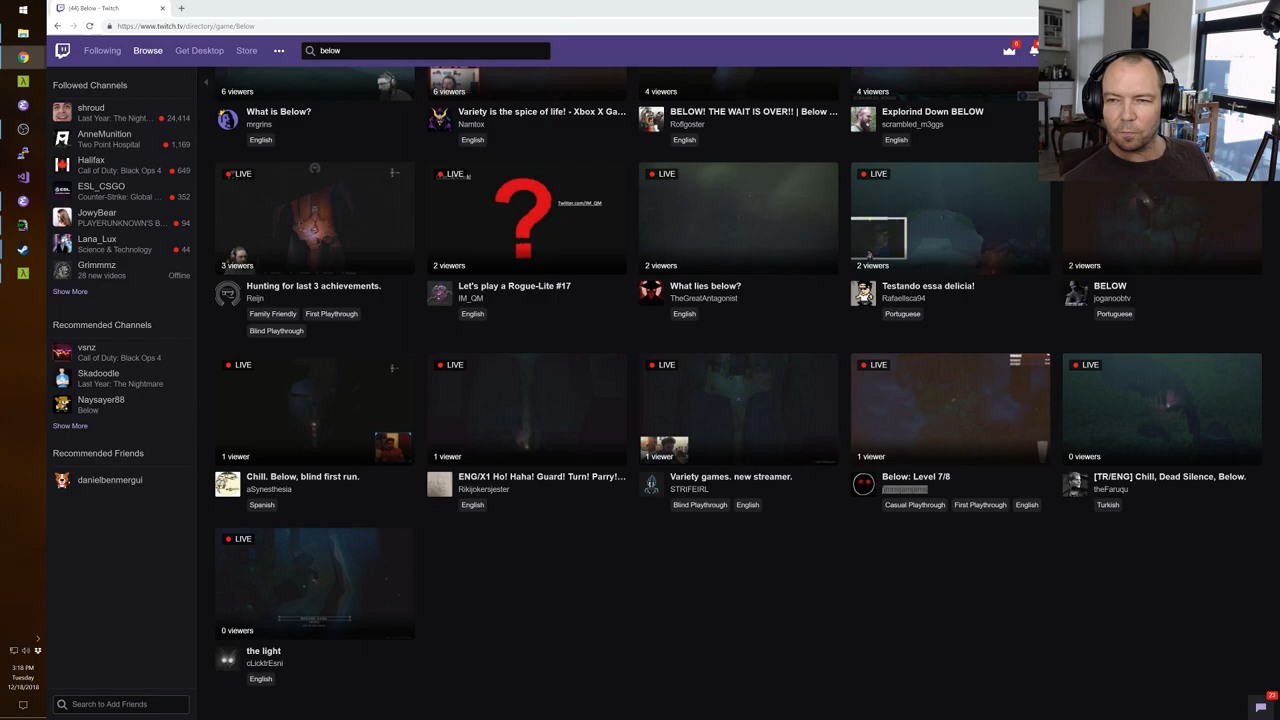 (44) Below - Twitch
https://www.twitch.tv/directory/game/Below
Following Browse Get Desktop Store ••• below 6
Followed Channels
shroud
Last Year: The Night... 24,414
AnneMunition
Two Point Hospital 1,169
Halifax
Call of Duty: Black Ops 4 649
ESL_CSGO
Counter-Strike: Global ... 352
JowyBear
PLAYERUNKNOWN'S B... 94
Lana_Lux
Science & Technology 44
Grimmmz
28 new videos Offline
Show More
Recommended Channels
vsnz
Call of Duty: Black Ops 4
Skadoodle
Last Year: The Nightmare
Naysayer88
Below
Show More
Recommended Friends
danielbenmergui
Search to Add Friends
6 viewers 6 viewers 4 viewers 4 viewers
What is Below? Variety is the spice of life! - Xbox X Ga... BELOW! THE WAIT IS OVER!! | Below ... Explorind Down BELOW
mrgrins Namtox Roflgoster scrambled_m3ggs
English English English English
LIVE LIVE LIVE LIVE
Twitter.com/IM_QM
3 viewers 2 viewers 2 viewers 2 viewers 2 viewers
Hunting for last 3 achievements. Let's play a Rogue-Lite #17 What lies below? Testando essa delicia! BELOW
Reijn IM_QM TheGreatAntagonist Rafaellsca94 joganoobtv
Family Friendly First Playthrough English English Portuguese Portuguese
Blind Playthrough
LIVE LIVE LIVE LIVE LIVE
1 viewer 1 viewer 1 viewer 1 viewer 0 viewers
Chill. Below, blind first run. ENG/X1 Ho! Haha! Guard! Turn! Parry!... Variety games. new streamer. Below: Level 7/8 [TR/ENG] Chill, Dead Silence, Below.
aSynesthesia Rikijokersjester STRIFEIRL theFaruqu
Spanish English Blind Playthrough English Casual Playthrough First Playthrough English Turkish
LIVE
0 viewers
the light
cLicktrEsni
English
3:18 PM
Tuesday
12/18/2018
23